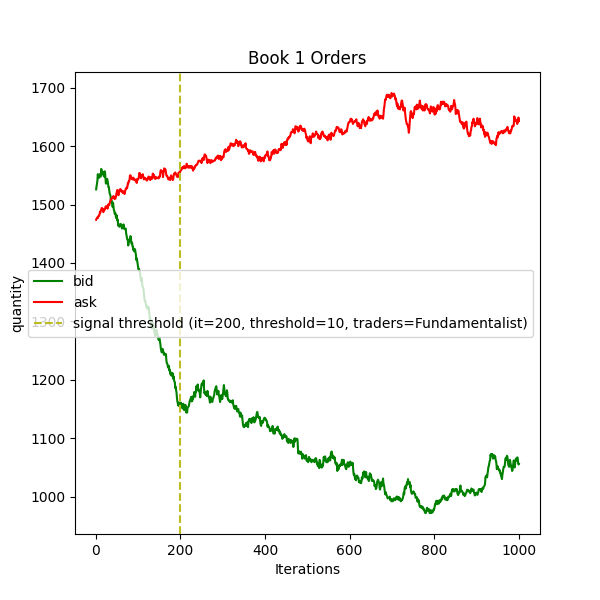 Book 1 Orders
1700
1600
1500
1400
1300
1200
1100
1000
quantity
bid
ask
signal threshold (it=200, threshold=10, traders=Fundamentalist)
0
200
400
600
800
1000
Iterations